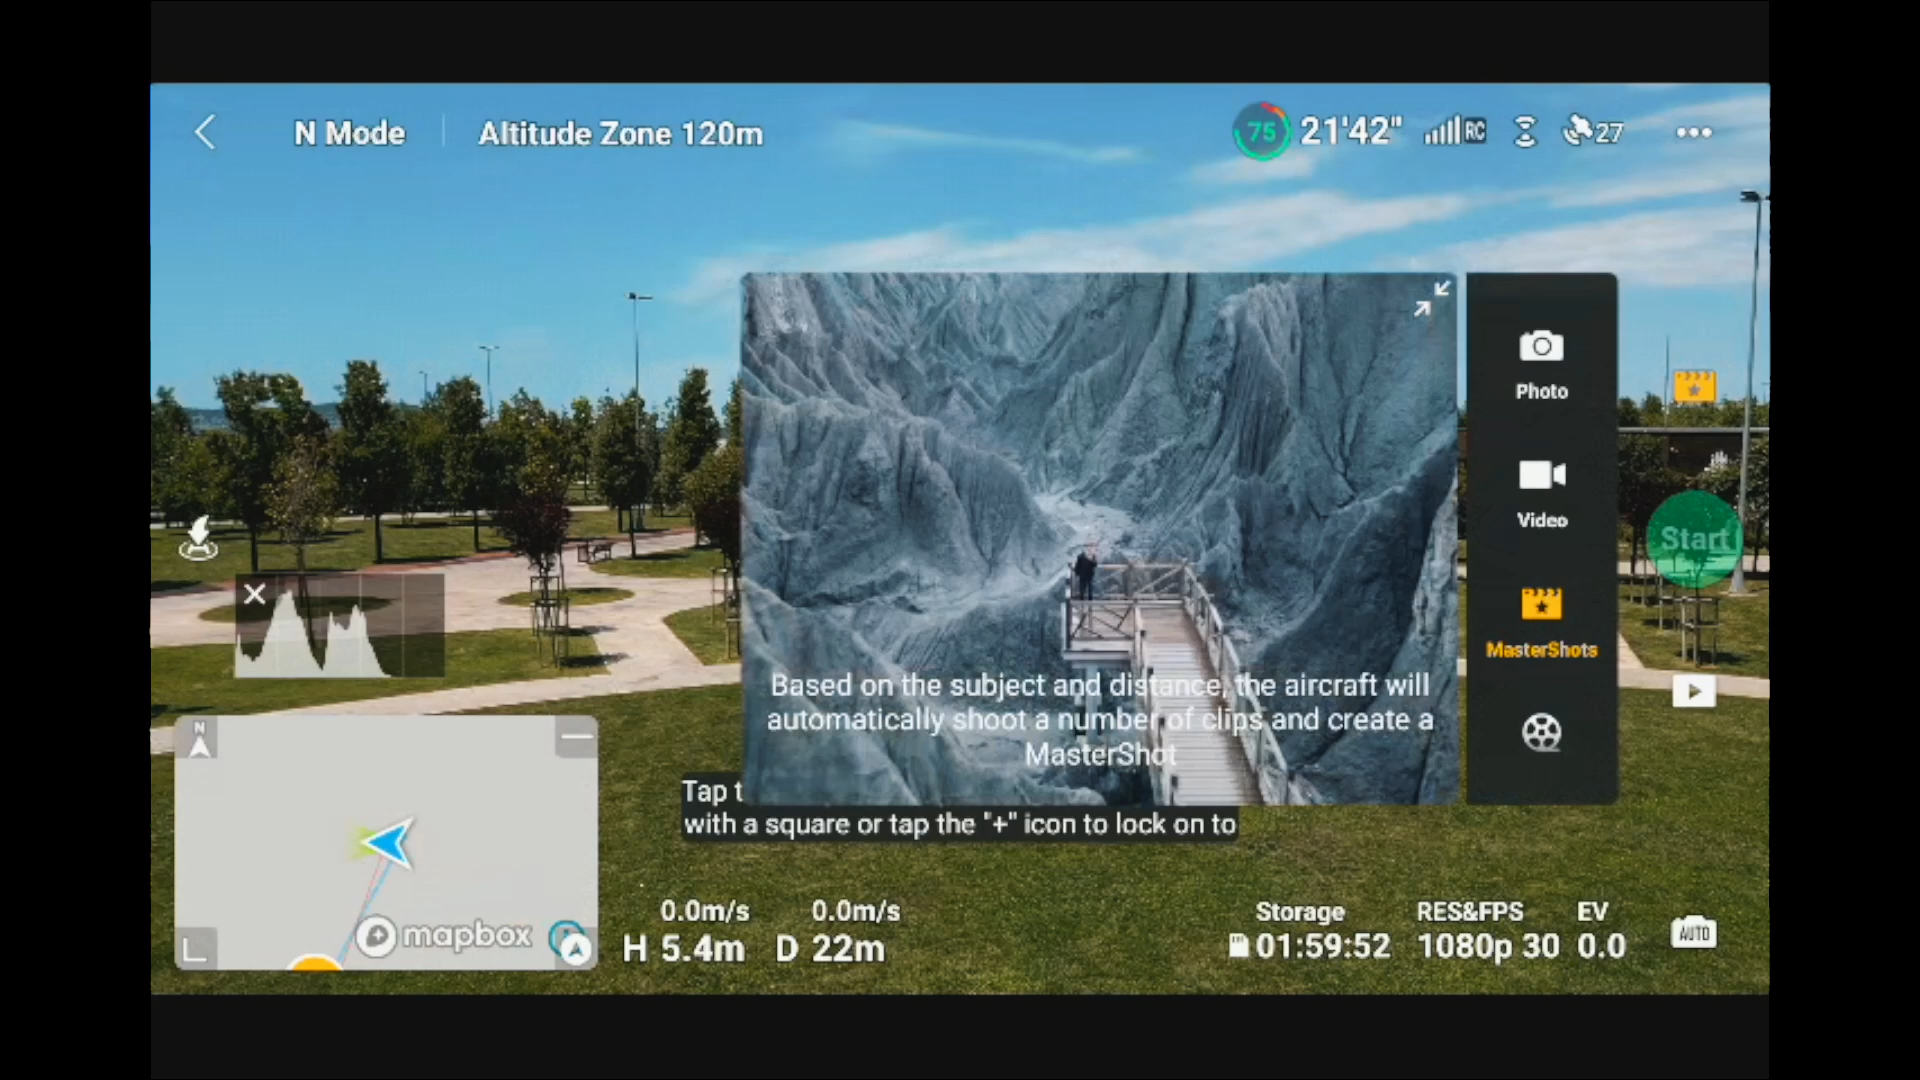 N Mode
Altitude Zone 120m
75
21'42"
RC
27
Photo
Video
MasterShots
Start
Based on the subject and distance, the aircraft will
automatically shoot a number of clips and create a
MasterShot
Tap t
with a square or tap the "+" icon to lock on to
N
mapbox
0.0m/s
0.0m/s
H 5.4m
D 22m
Storage
01:59:52
RES&FPS
1080p 30
EV
0.0
AUTO